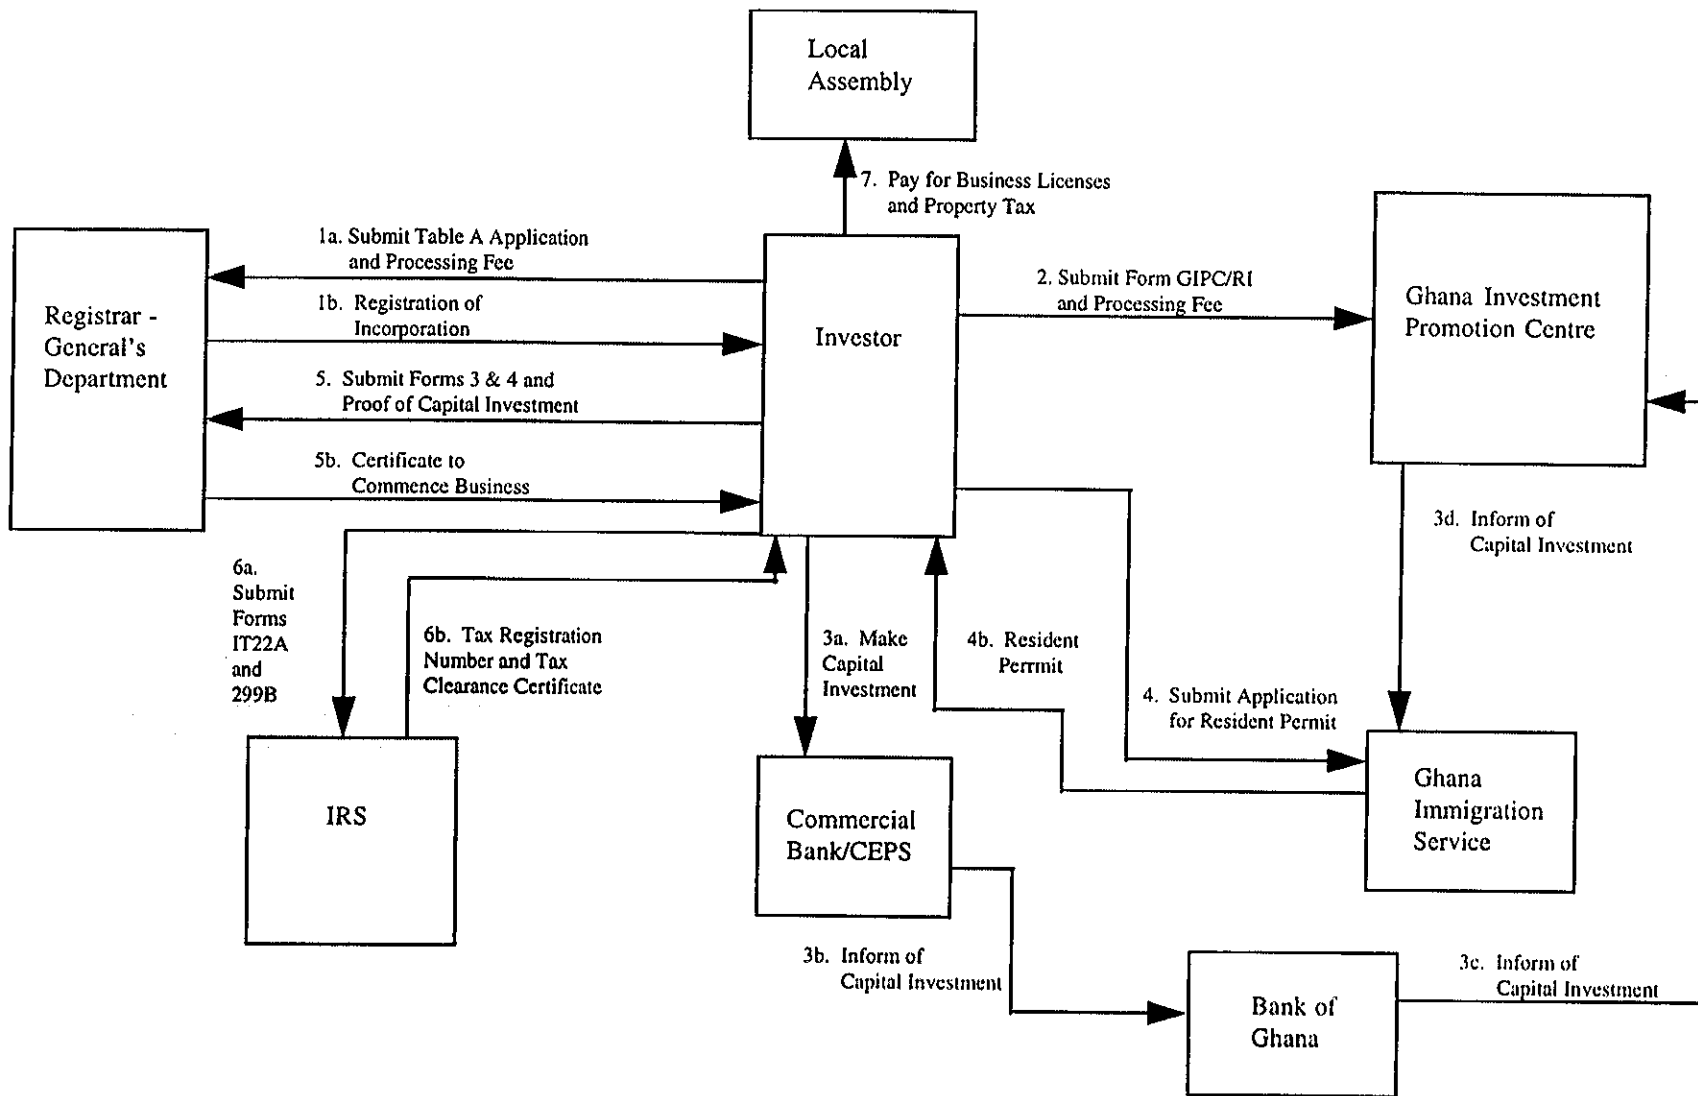 Local
Assembly
7. Pay for Business Licenses
and Property Tax
1a. Submit Table A Application
and Processing Fee
1b. Registration of
Incorporation
Registrar -
General's
Department
5. Submit Forms 3 & 4 and
Proof of Capital Investment
5b. Certificate to
Commence Business
Investor
2. Submit Form GIPC/RI
and Processing Fee
Ghana Investment
Promotion Centre
3d. Inform of
Capital Investment
6a.
Submit
Forms
IT22A
and
299B
6b. Tax Registration
Number and Tax
Clearance Certificate
3a. Make
Capital
Investment
4b. Resident
Perrmit
4. Submit Application
for Resident Permit
IRS
Commercial
Bank/CEPS
Ghana
Immigration
Service
3b. Inform of
Capital Investment
Bank of
Ghana
3c. Inform of
Capital Investment